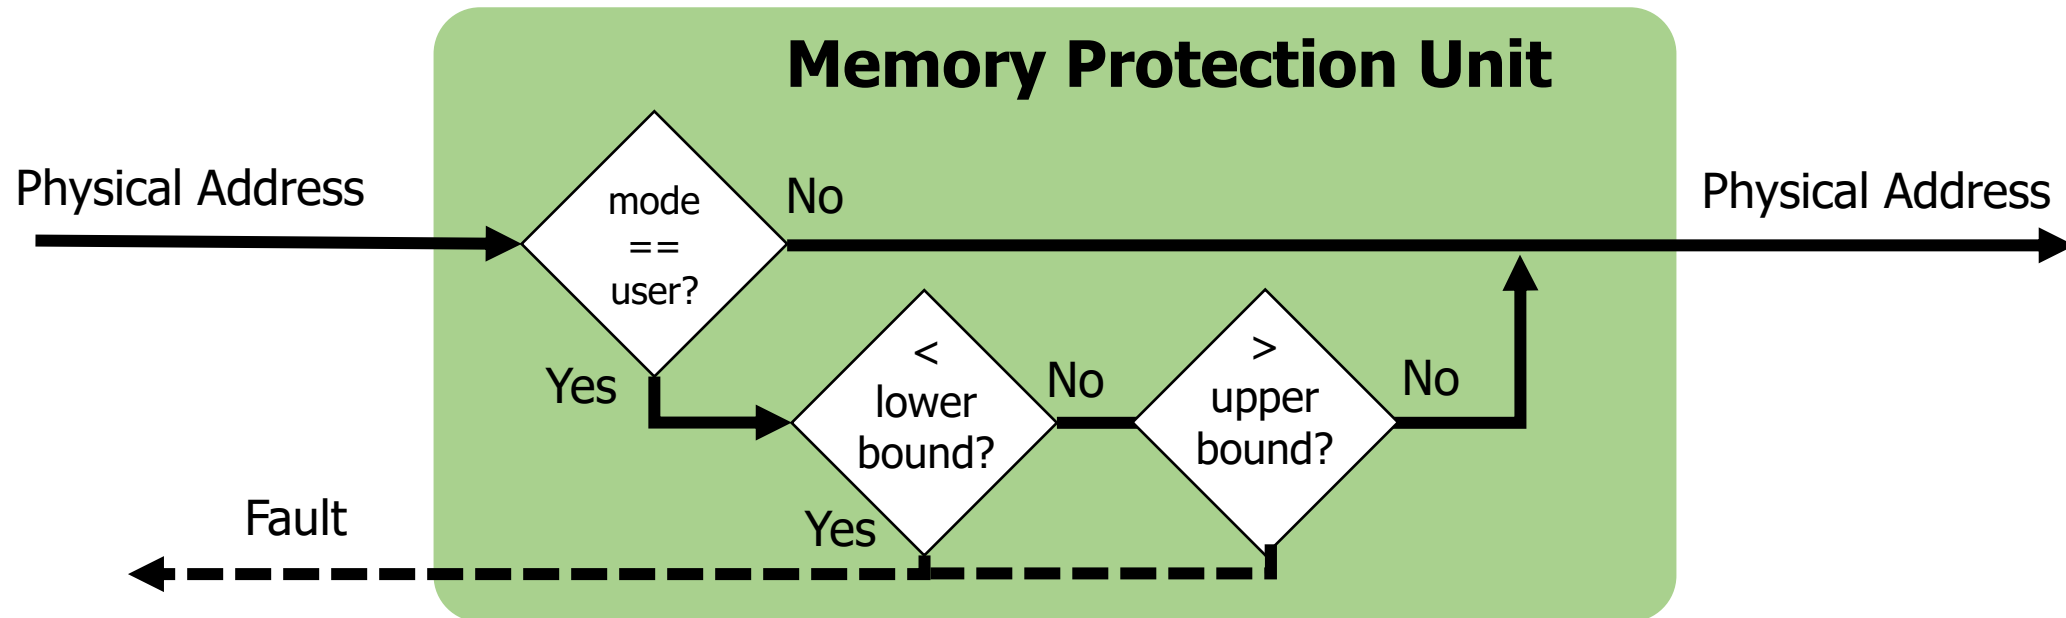 Memory Protection Unit
Physical Address
mode
==
user?
No
Physical Address
Yes
<
lower
bound?
No
>
upper
bound?
No
Fault
Yes